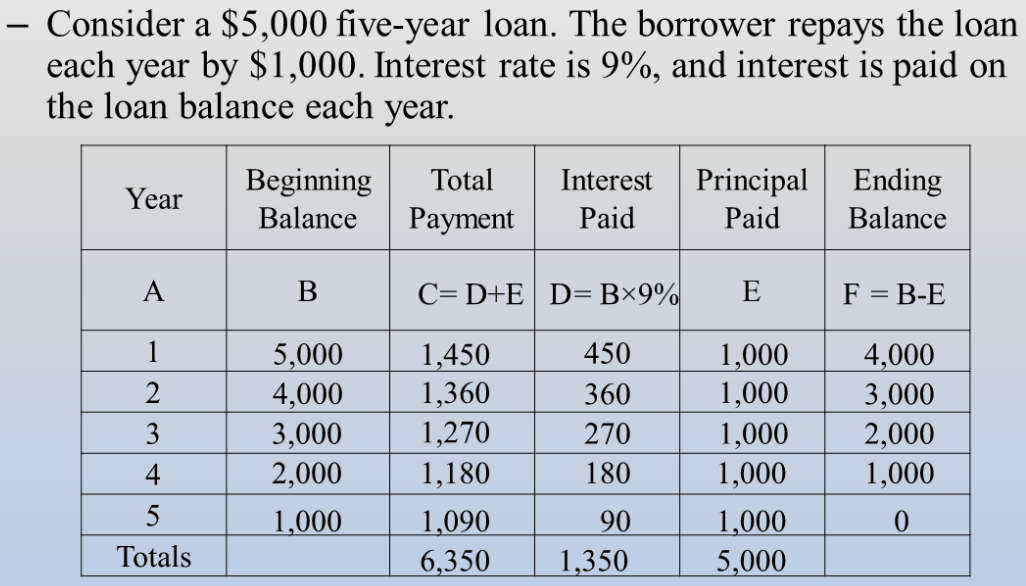 – Consider a $5,000 five-year loan. The borrower repays the loan
each year by $1,000. Interest rate is 9%, and interest is paid on
the loan balance each year.
Year Beginning Balance Total Payment Interest Paid Principal Paid Ending Balance
A B C= D+E D= B×9% E F = B-E
1 5,000 1,450 450 1,000 4,000
2 4,000 1,360 360 1,000 3,000
3 3,000 1,270 270 1,000 2,000
4 2,000 1,180 180 1,000 1,000
5 1,000 1,090 90 1,000 0
Totals 6,350 1,350 5,000